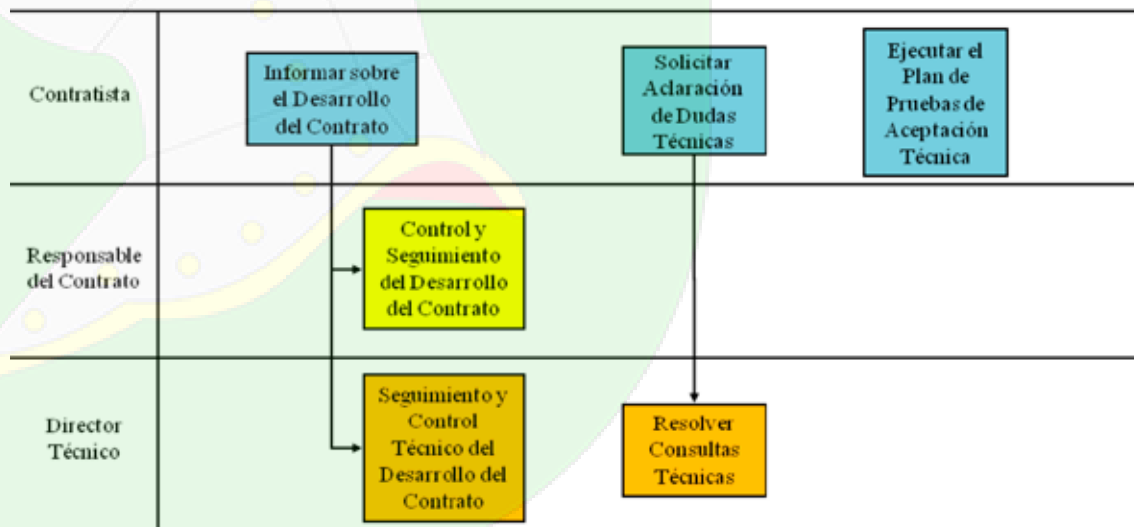 Contratista
Informar sobre
el Desarrollo
del Contrato
Solicitar
Aclaración
de Dudas
Técnicas
Ejecutar el
Plan de
Pruebas de
Aceptación
Técnica
Responsable
del Contrato
Control y
Seguimiento
del Desarrollo
del Contrato
Director
Técnico
Seguimiento y
Control
Técnico del
Desarrollo del
Contrato
Resolver
Consultas
Técnicas